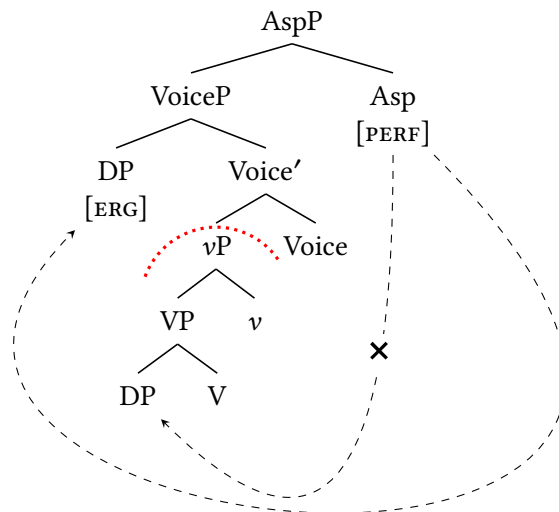 AspP
VoiceP Asp
[PERF]
DP Voice′
[ERG]
vP Voice
VP v
DP V